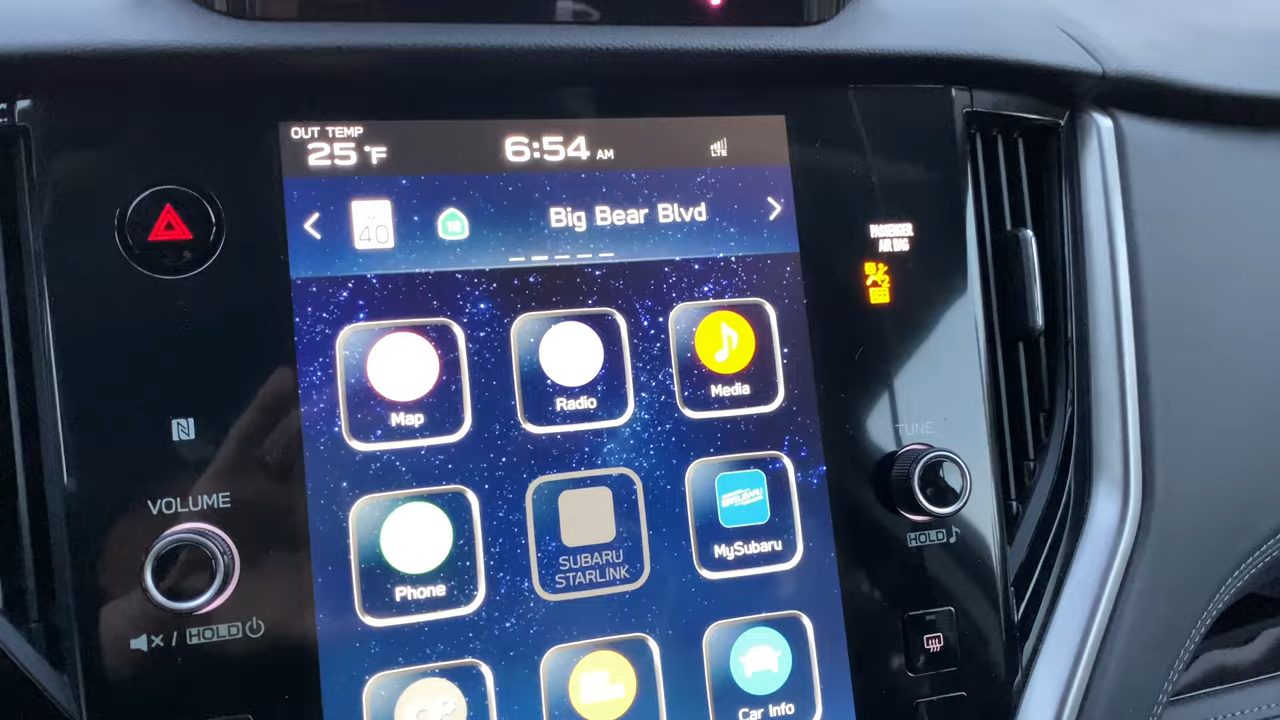 OUT TEMP
25 °F
6:54 AM
LTE
40
18
Big Bear Blvd
PASSENGER
AIR BAG
Map
Radio
Media
TUNE
VOLUME
HOLD
Phone
SUBARU
STARLINK
MySubaru
/ HOLD
Car Info